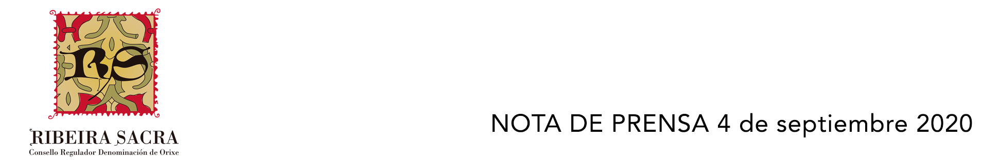 RS
RIBEIRA SACRA
Consello Regulador Denominación de Orixe
NOTA DE PRENSA 4 de septiembre 2020